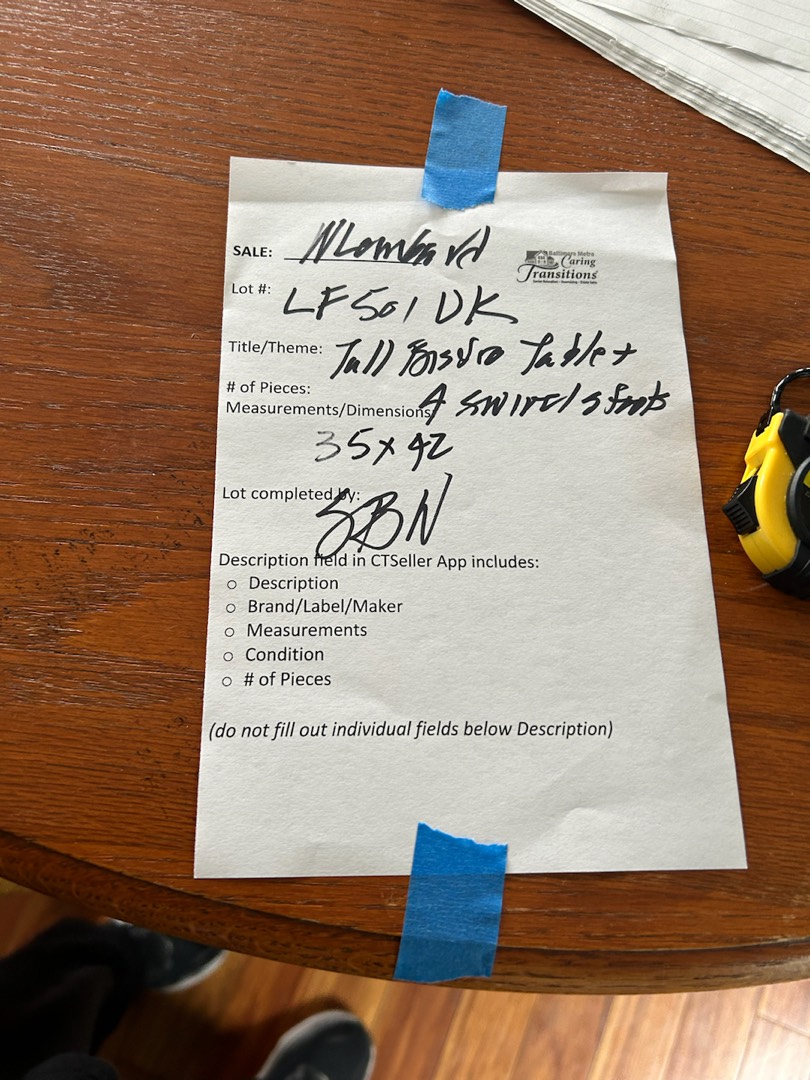 SALE: N Lombard
Baltimore Metro
Caring
Transitions
Lot #: LF501 DK
Title/Theme: Tall Bistro Table +
# of Pieces:
Measurements/Dimensions 4 swivel stools
35 x 42
Lot completed by: SBN
Description field in CTSeller App includes:
○ Description
○ Brand/Label/Maker
○ Measurements
○ Condition
○ # of Pieces
(do not fill out individual fields below Description)